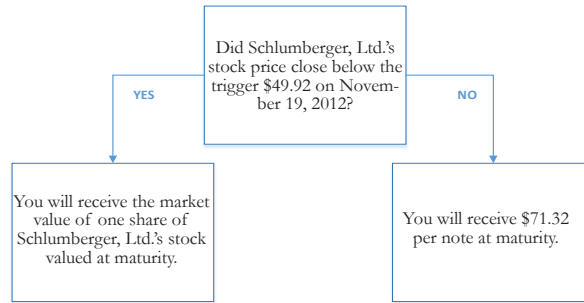 Did Schlumberger, Ltd.'s
stock price close below the
trigger $49.92 on Novem-
ber 19, 2012?
YES
NO
You will receive the market
value of one share of
Schlumberger, Ltd.'s stock
valued at maturity.
You will receive $71.32
per note at maturity.